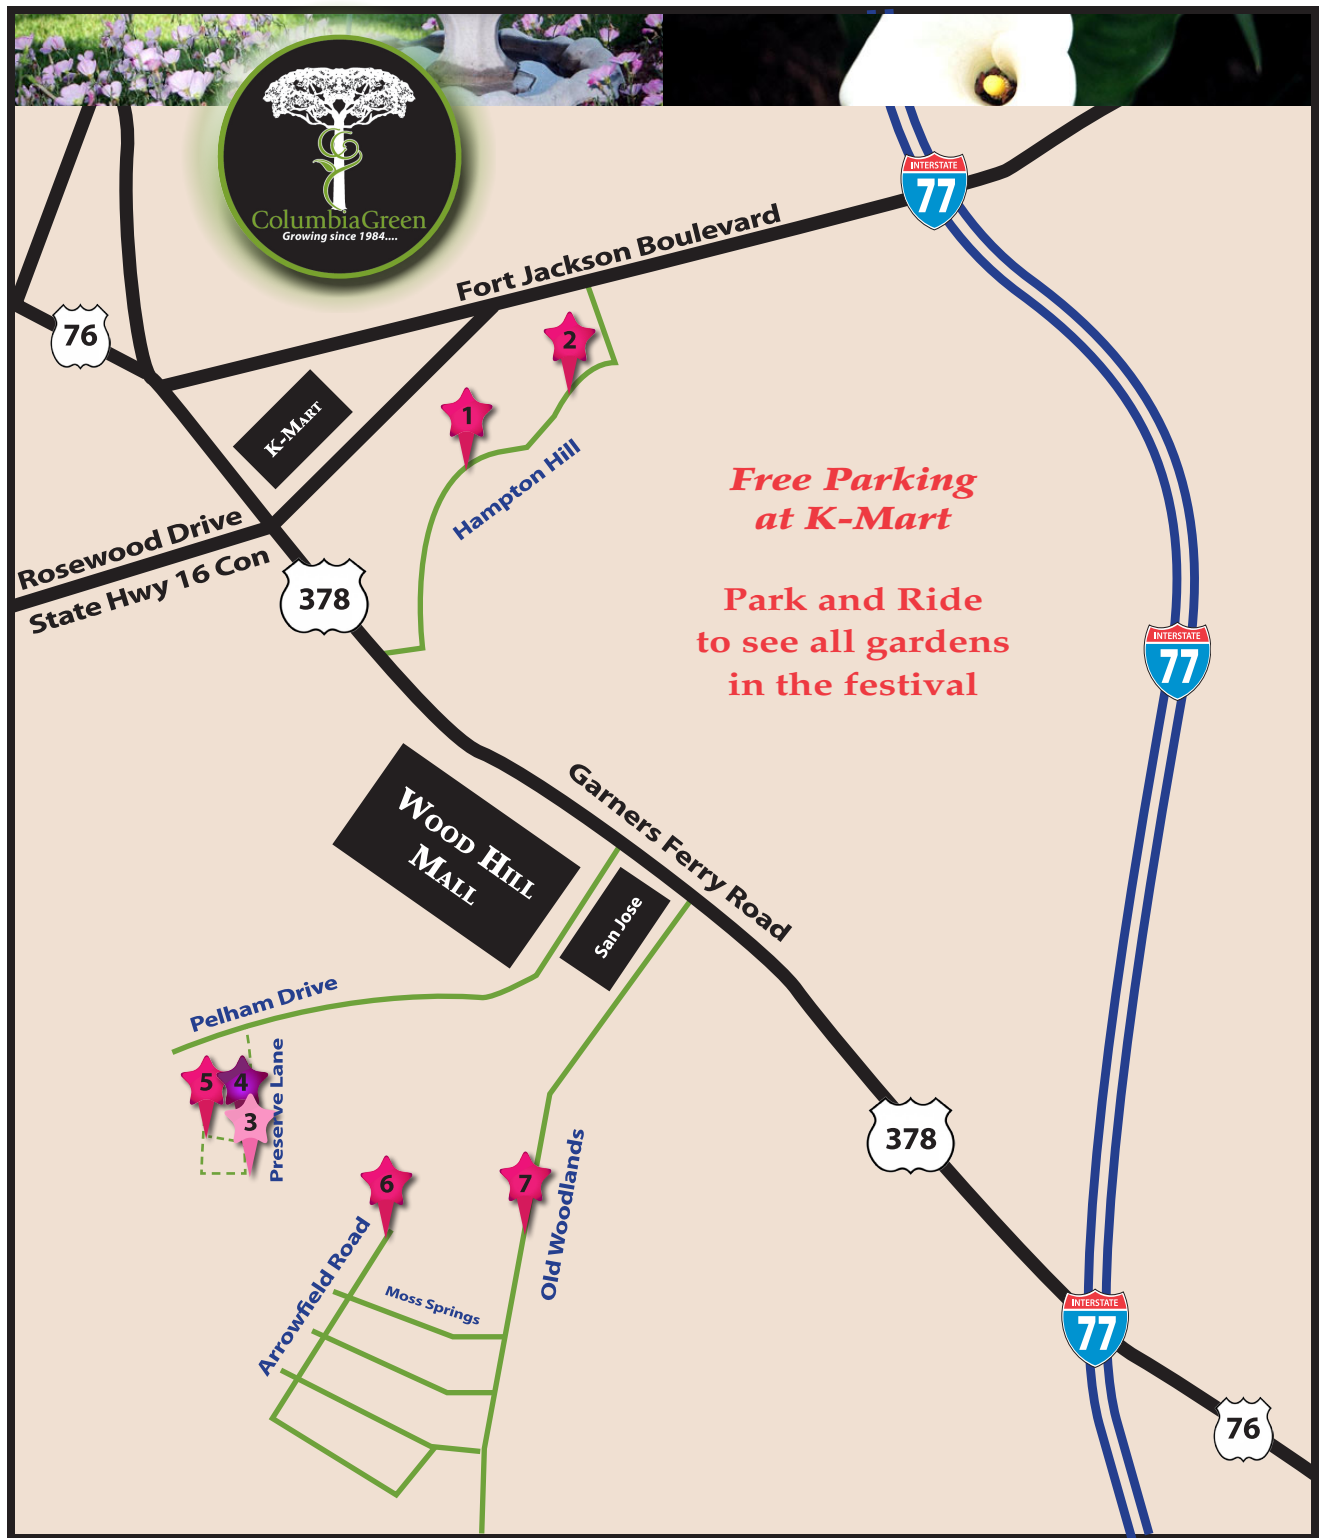 ColumbiaGreen
Growing since 1984....
INTERSTATE
77
Fort Jackson Boulevard
76
2
K-Mart
1
Hampton Hill
Free Parking
at K-Mart
Rosewood Drive
State Hwy 16 Con
378
Park and Ride
to see all gardens
in the festival
INTERSTATE
77
Garners Ferry Road
Wood Hill
Mall
San Jose
Pelham Drive
5
4
3
Preserve Lane
378
6
7
Old Woodlands
Arrowfield Road
Moss Springs
INTERSTATE
77
76